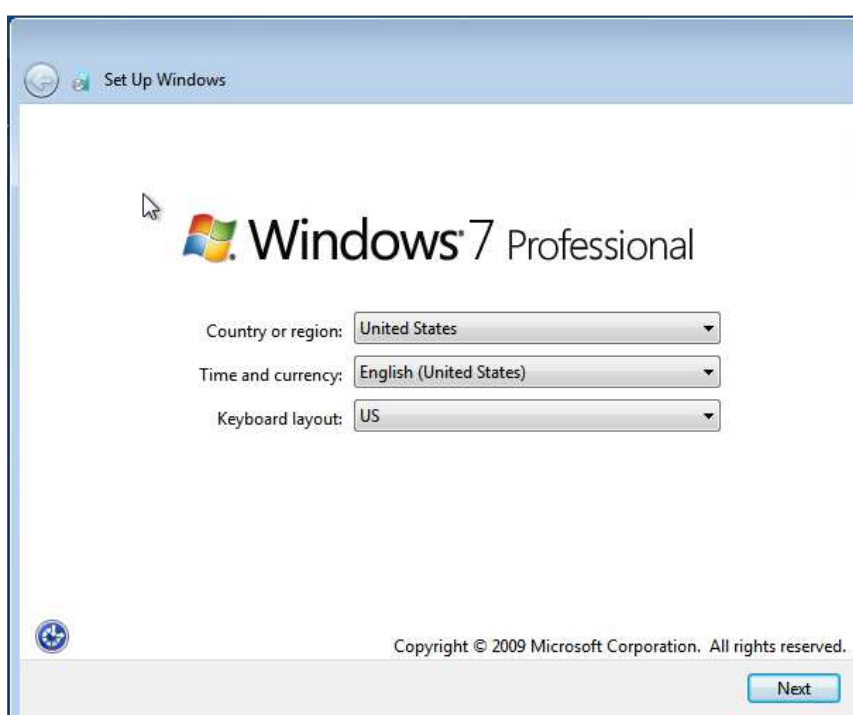 Set Up Windows
Windows 7 Professional
Country or region: United States
Time and currency: English (United States)
Keyboard layout: US
Copyright © 2009 Microsoft Corporation. All rights reserved.
Next